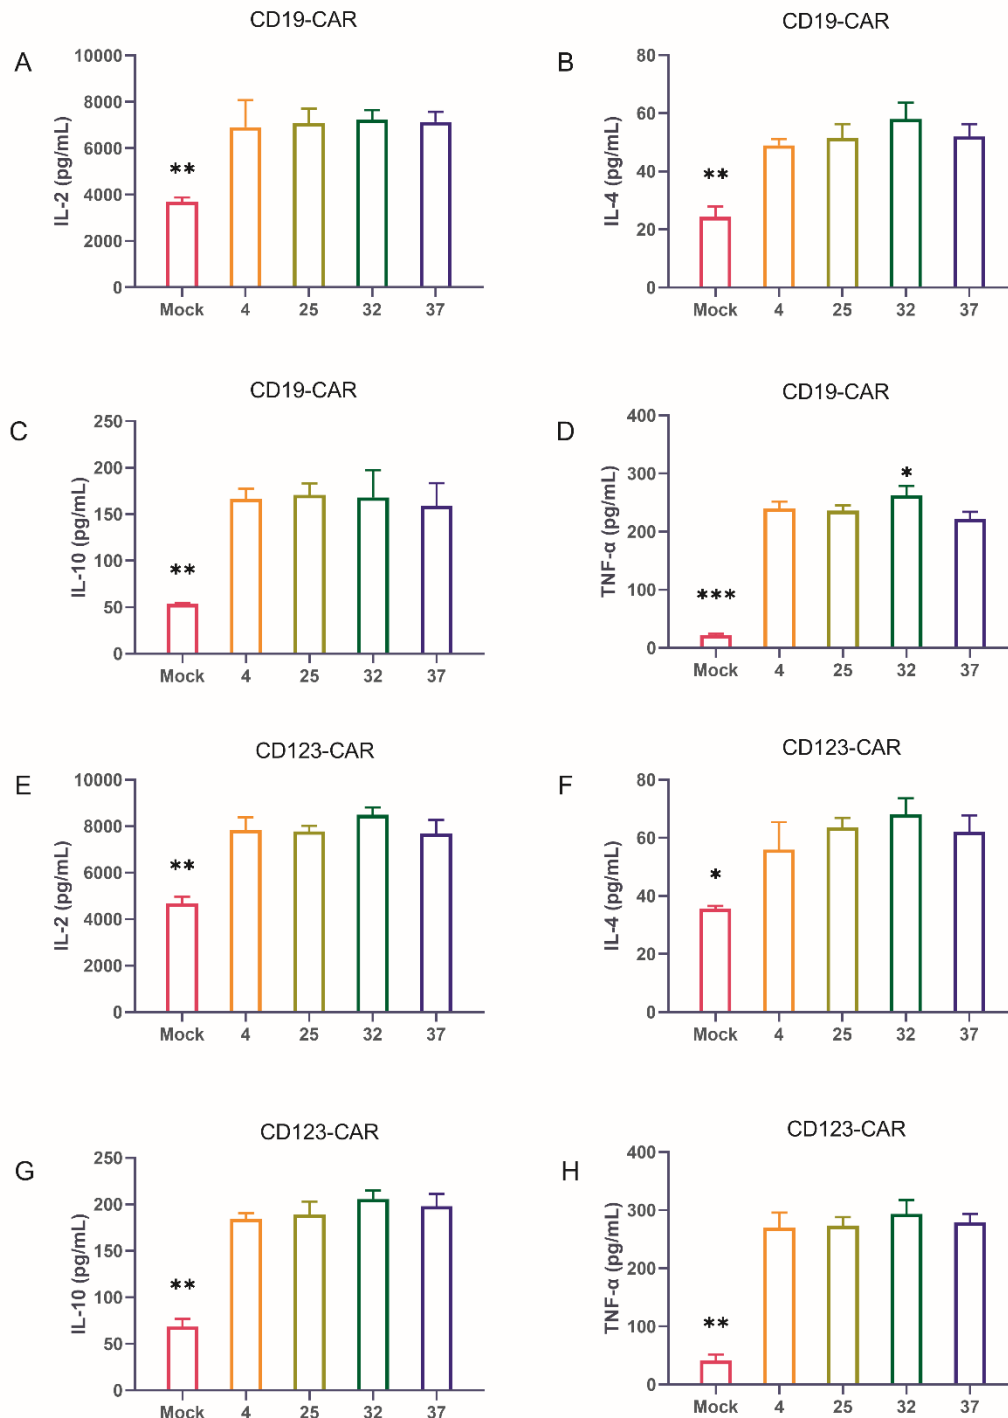 CD19-CAR
A
IL-2 (pg/mL)
10000
8000
6000
4000
2000
0
**
Mock 4 25 32 37
CD19-CAR
B
IL-4 (pg/mL)
80
60
40
20
0
**
Mock 4 25 32 37
CD19-CAR
C
IL-10 (pg/mL)
250
200
150
100
50
0
**
Mock 4 25 32 37
CD19-CAR
D
TNF-α (pg/mL)
400
300
200
100
0
***
*
Mock 4 25 32 37
CD123-CAR
E
IL-2 (pg/mL)
10000
8000
6000
4000
2000
0
**
Mock 4 25 32 37
CD123-CAR
F
IL-4 (pg/mL)
80
60
40
20
0
*
Mock 4 25 32 37
CD123-CAR
G
IL-10 (pg/mL)
250
200
150
100
50
0
**
Mock 4 25 32 37
CD123-CAR
H
TNF-α (pg/mL)
400
300
200
100
0
**
Mock 4 25 32 37